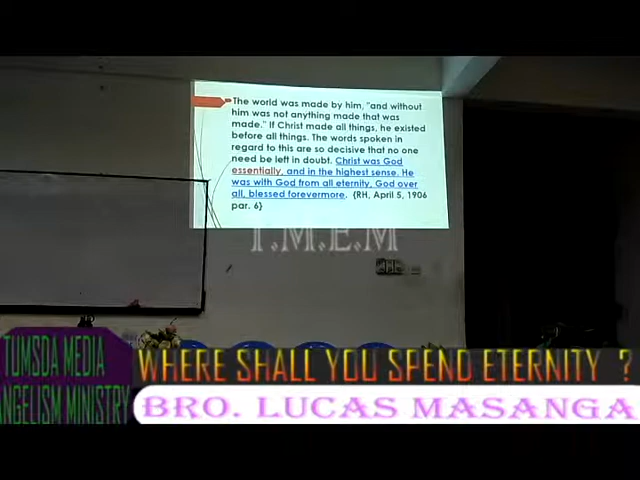 The world was made by him, "and without
him was not anything made that was
made." If Christ made all things, he existed
before all things. The words spoken in
regard to this are so decisive that no one
need be left in doubt. Christ was God
essentially, and in the highest sense. He
was with God from all eternity, God over
all, blessed forevermore. {RH, April 5, 1906
par. 6}
T.M.E.M
TUMSDA MEDIA
ANGELISM MINISTRY
WHERE SHALL YOU SPEND ETERNITY ?
BRO. LUCAS MASANGA